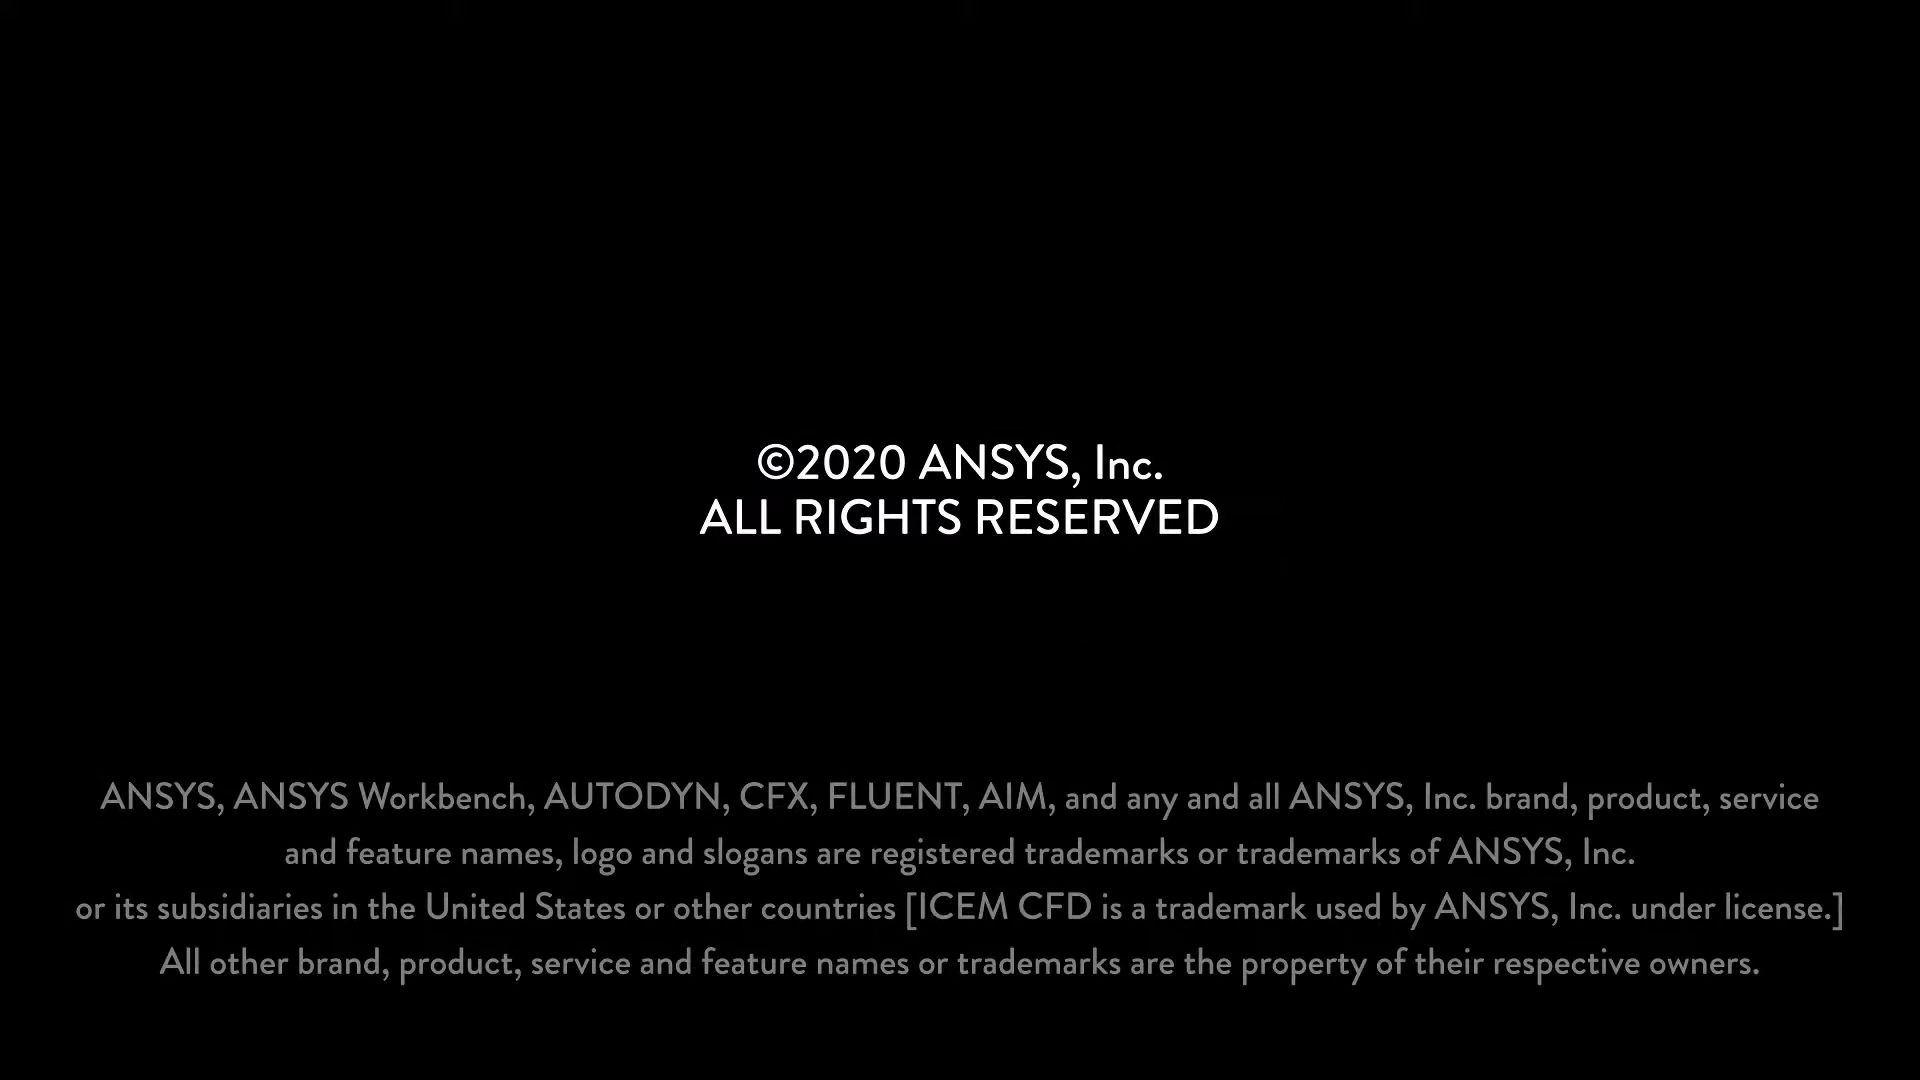 ©2020 ANSYS, Inc.
ALL RIGHTS RESERVED
ANSYS, ANSYS Workbench, AUTODYN, CFX, FLUENT, AIM, and any and all ANSYS, Inc. brand, product, service
and feature names, logo and slogans are registered trademarks or trademarks of ANSYS, Inc.
or its subsidiaries in the United States or other countries [ICEM CFD is a trademark used by ANSYS, Inc. under license.]
All other brand, product, service and feature names or trademarks are the property of their respective owners.